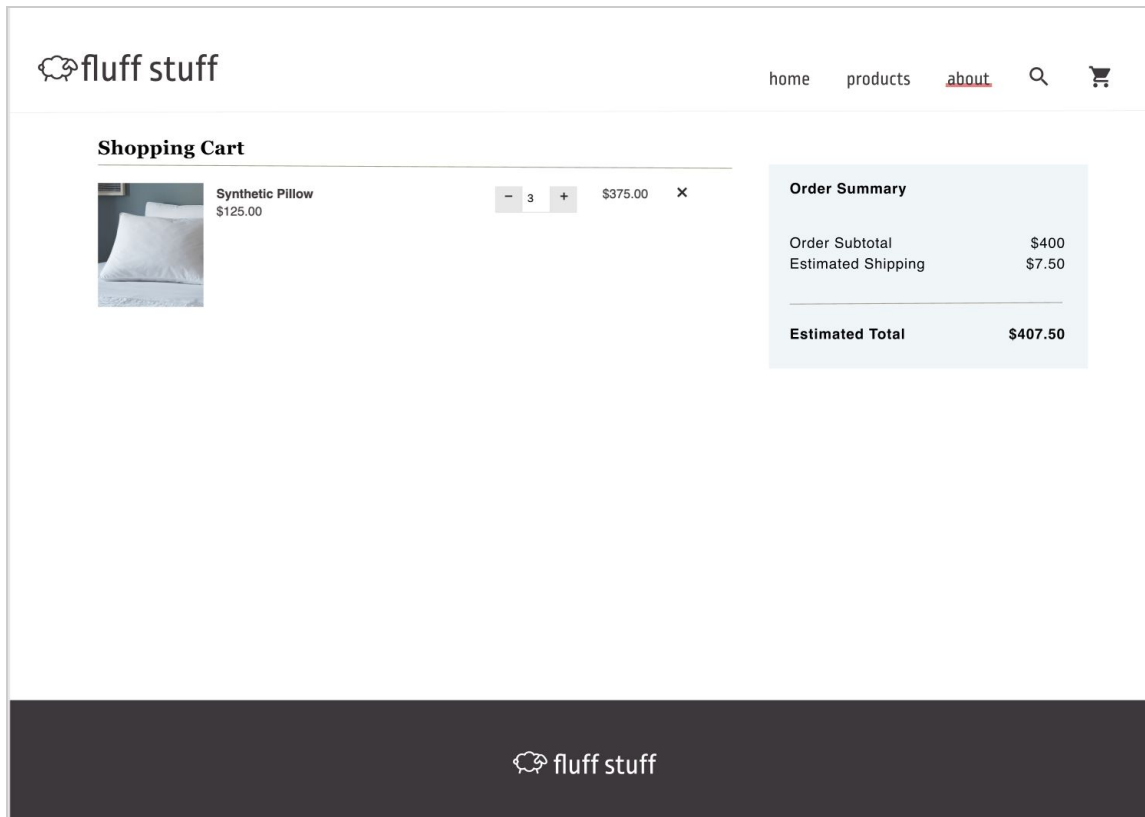 fluff stuff
home products about
Shopping Cart
Synthetic Pillow
$125.00
− 3 + $375.00 ×
Order Summary
Order Subtotal $400
Estimated Shipping $7.50
Estimated Total $407.50
fluff stuff